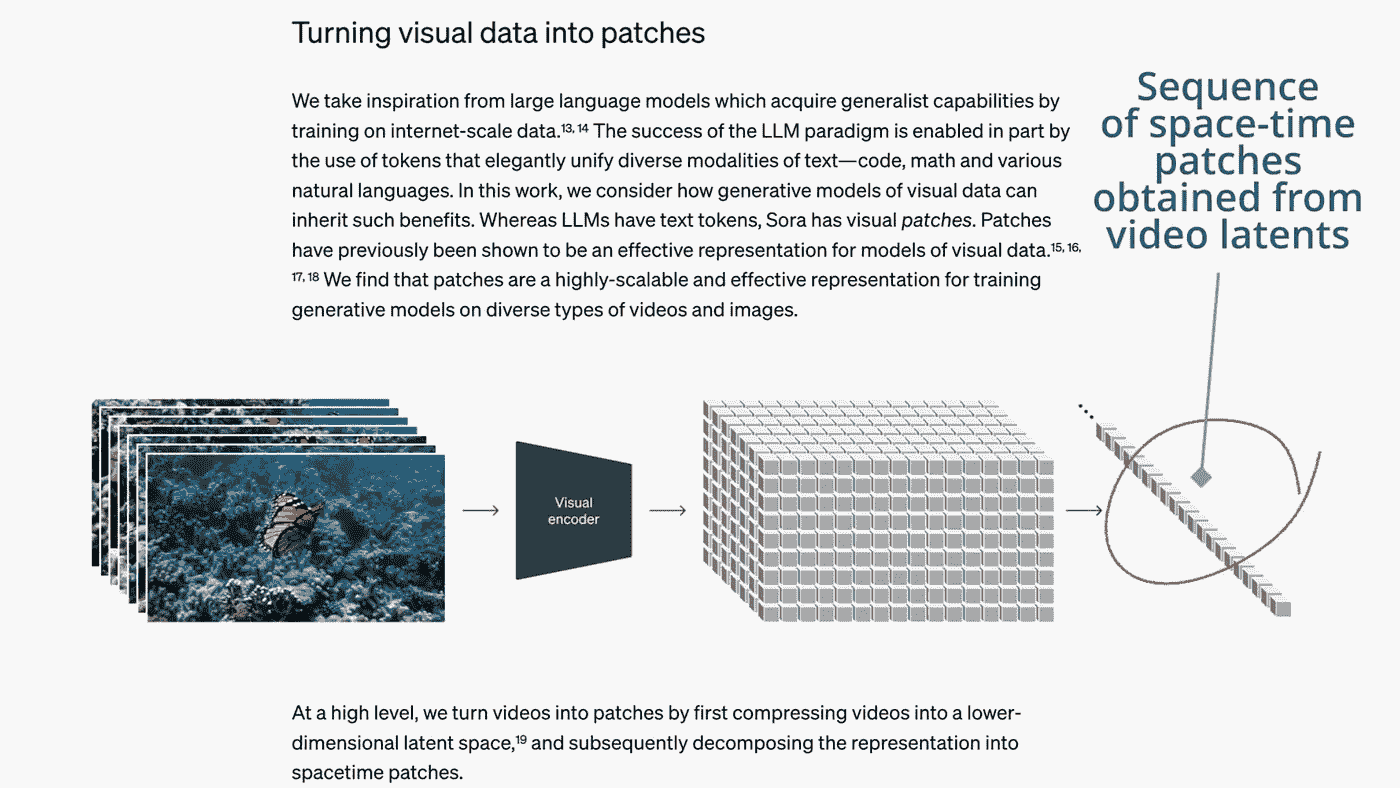 Turning visual data into patches
We take inspiration from large language models which acquire generalist capabilities by
training on internet-scale data.13, 14 The success of the LLM paradigm is enabled in part by
the use of tokens that elegantly unify diverse modalities of text—code, math and various
natural languages. In this work, we consider how generative models of visual data can
inherit such benefits. Whereas LLMs have text tokens, Sora has visual patches. Patches
have previously been shown to be an effective representation for models of visual data.15, 16,
17, 18 We find that patches are a highly-scalable and effective representation for training
generative models on diverse types of videos and images.
Sequence
of space-time
patches
obtained from
video latents
Visual
encoder
At a high level, we turn videos into patches by first compressing videos into a lower-
dimensional latent space,19 and subsequently decomposing the representation into
spacetime patches.